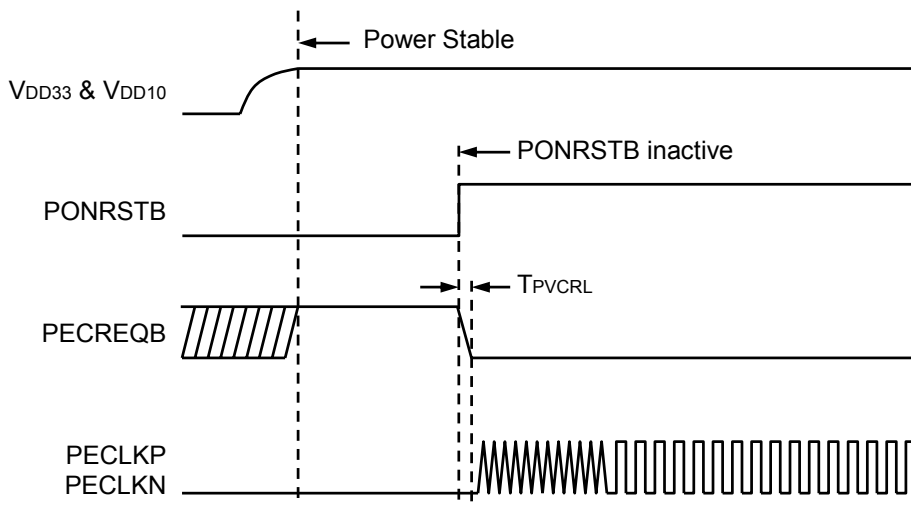 Power Stable
VDD33 & VDD10
PONRSTB inactive
PONRSTB
TPVCRL
PECREQB
PECLKP
PECLKN